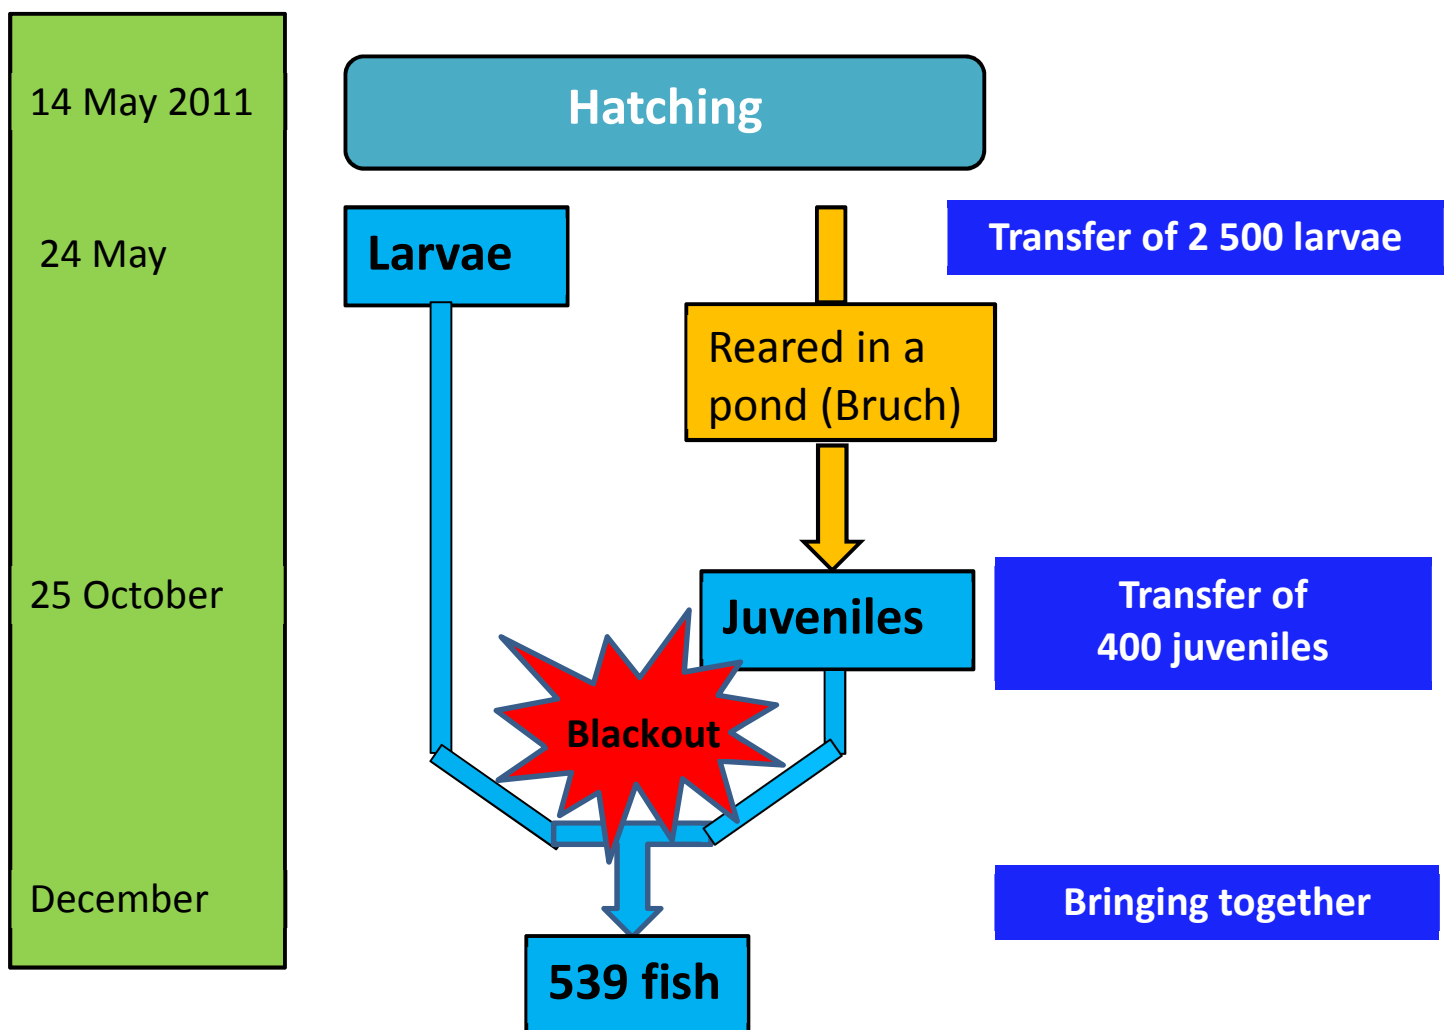 14 May 2011
Hatching
24 May
Larvae
Transfer of 2 500 larvae
Reared in a
pond (Bruch)
25 October
Juveniles
Transfer of
400 juveniles
Blackout
December
Bringing together
539 fish